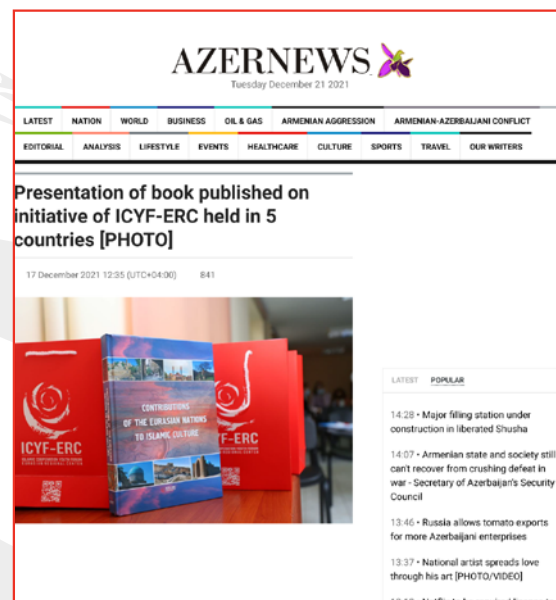 AZERNEWS
Tuesday December 21 2021
LATEST NATION WORLD BUSINESS OIL & GAS ARMENIAN AGGRESSION ARMENIAN-AZERBAIJANI CONFLICT
EDITORIAL ANALYSIS LIFESTYLE EVENTS HEALTHCARE CULTURE SPORTS TRAVEL OUR WRITERS
Presentation of book published on
initiative of ICYF-ERC held in 5
countries [PHOTO]
17 December 2021 12:35 (UTC+04:00) 841
ICYF-ERC
CONTRIBUTIONS
OF THE EURASIAN NATIONS
TO ISLAMIC CULTURE
YF-ERC
LATEST POPULAR
14:28 • Major filling station under
construction in liberated Shusha
14:07 • Armenian state and society still
can't recover from crushing defeat in
war - Secretary of Azerbaijan's Security
Council
13:46 • Russia allows tomato exports
for more Azerbaijani enterprises
13:37 • National artist spreads love
through his art [PHOTO/VIDEO]